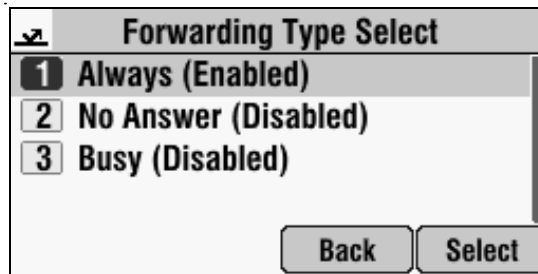 Forwarding Type Select
1 Always (Enabled)
2 No Answer (Disabled)
3 Busy (Disabled)
Back Select